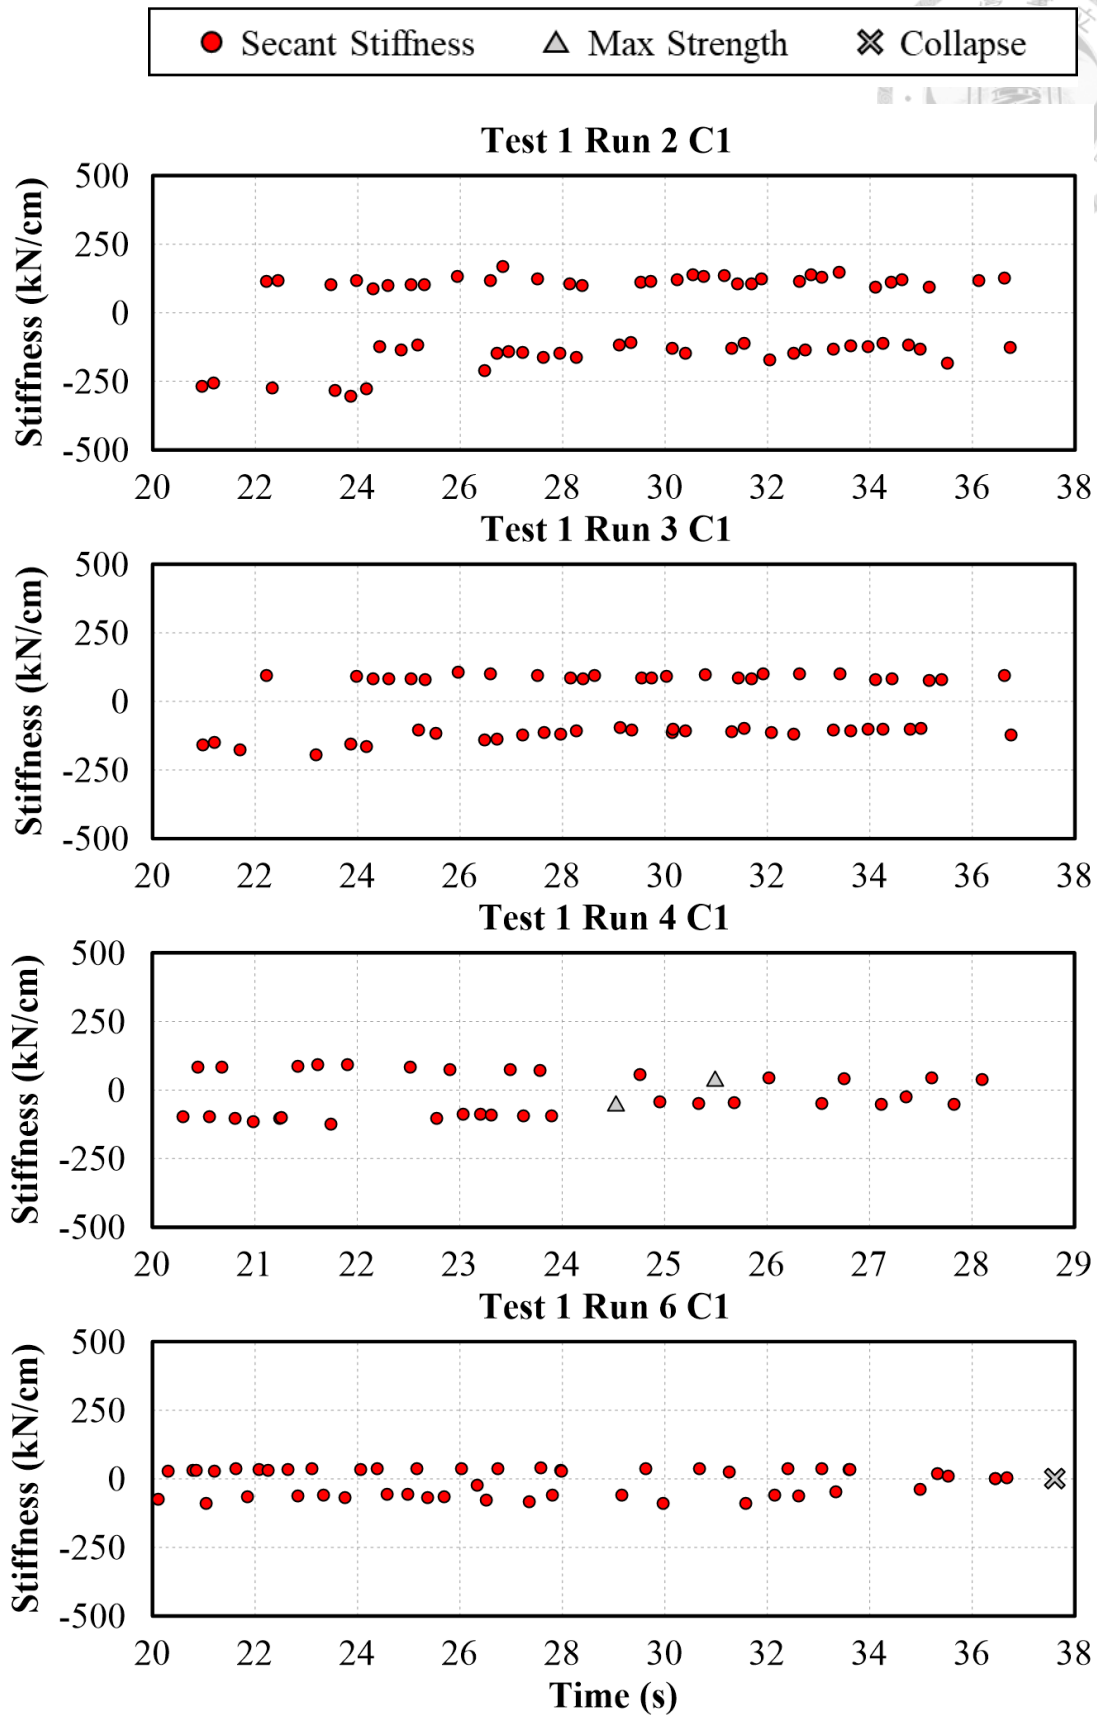 Secant Stiffness Max Strength Collapse
Test 1 Run 2 C1
Stiffness (kN/cm)
500
250
0
-250
-500
20 22 24 26 28 30 32 34 36 38
Test 1 Run 3 C1
Stiffness (kN/cm)
500
250
0
-250
-500
20 22 24 26 28 30 32 34 36 38
Test 1 Run 4 C1
Stiffness (kN/cm)
500
250
0
-250
-500
20 21 22 23 24 25 26 27 28 29
Test 1 Run 6 C1
Stiffness (kN/cm)
500
250
0
-250
-500
20 22 24 26 28 30 32 34 36 38
Time (s)